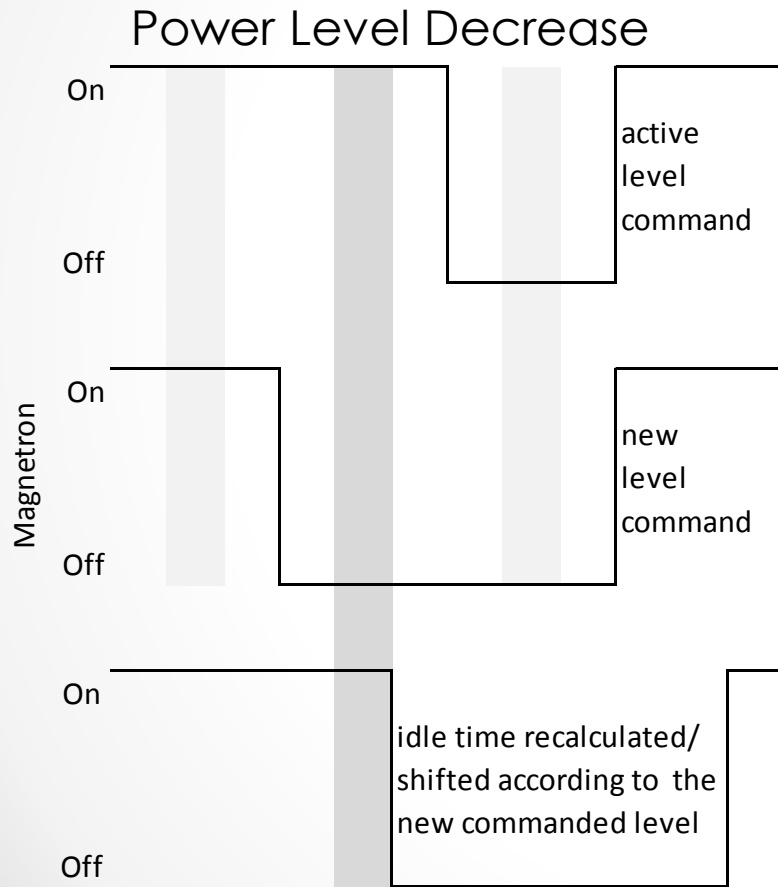 Power Level Decrease
On
active
level
command
Off
Magnetron
On
new
level
command
Off
On
idle time recalculated/
shifted according to the
new commanded level
Off